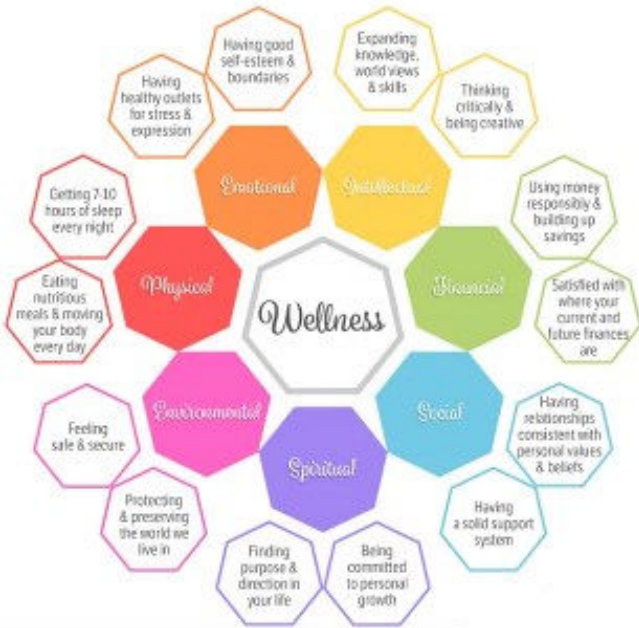 Having good
self-esteem &
boundaries
Expanding
knowledge,
world views
& skills
Having
healthy outlets
for stress &
expression
Thinking
critically &
being creative
Emotional
Intellectual
Getting 7-10
hours of sleep
every night
Using money
responsibly &
building up
savings
Physical
Financial
Eating
nutritious
meals & moving
your body
every day
Wellness
Satisfied with
where your
current and
future finances
are
Environmental
Social
Feeling
safe & secure
Having
relationships
consistent with
personal values
& beliefs
Spiritual
Protecting
& preserving
the world we
live in
Having
a solid support
system
Finding
purpose &
direction in
your life
Being
committed
to personal
growth